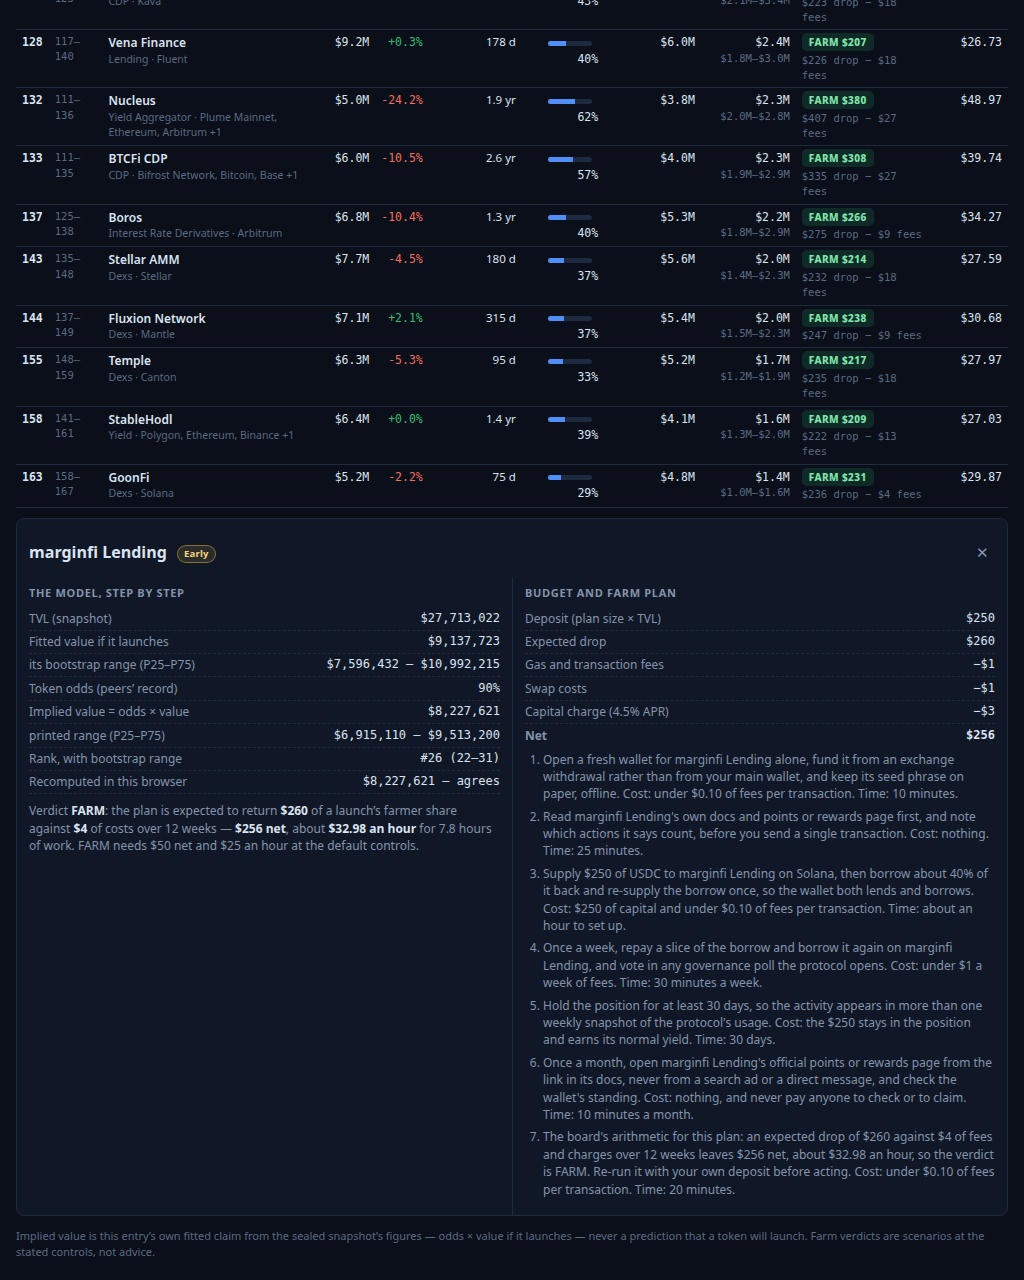 128 117– Vena Finance $9.2M +0.3% 178 d $6.0M $2.4M FARM $207 $26.73
140 Lending · Fluent 40% $1.8M–$3.0M $226 drop − $18
fees
132 111– Nucleus $5.0M -24.2% 1.9 yr $3.8M $2.3M FARM $380 $48.97
136 Yield Aggregator · Plume Mainnet, 62% $2.0M–$2.8M $407 drop − $27
Ethereum, Arbitrum +1 fees
133 111– BTCFi CDP $6.0M -10.5% 2.6 yr $4.0M $2.3M FARM $308 $39.74
135 CDP · Bifrost Network, Bitcoin, Base +1 57% $1.9M–$2.9M $335 drop − $27
fees
137 125– Boros $6.8M -10.4% 1.3 yr $5.3M $2.2M FARM $266 $34.27
138 Interest Rate Derivatives · Arbitrum 40% $1.8M–$2.9M $275 drop − $9 fees
143 135– Stellar AMM $7.7M -4.5% 180 d $5.6M $2.0M FARM $214 $27.59
148 Dexs · Stellar 37% $1.4M–$2.3M $232 drop − $18
fees
144 137– Fluxion Network $7.1M +2.1% 315 d $5.4M $2.0M FARM $238 $30.68
149 Dexs · Mantle 37% $1.5M–$2.3M $247 drop − $9 fees
155 148– Temple $6.3M -5.3% 95 d $5.2M $1.7M FARM $217 $27.97
159 Dexs · Canton 33% $1.2M–$1.9M $235 drop − $18
fees
158 141– StableHodl $6.4M +0.0% 1.4 yr $4.1M $1.6M FARM $209 $27.03
161 Yield · Polygon, Ethereum, Binance +1 39% $1.3M–$2.0M $222 drop − $13
fees
163 158– GoonFi $5.2M -2.2% 75 d $4.8M $1.4M FARM $231 $29.87
167 Dexs · Solana 29% $1.0M–$1.6M $236 drop − $4 fees
marginfi Lending Early ✕
THE MODEL, STEP BY STEP
TVL (snapshot) $27,713,022
Fitted value if it launches $9,137,723
its bootstrap range (P25–P75) $7,596,432 – $10,992,215
Token odds (peers’ record) 90%
Implied value = odds × value $8,227,621
printed range (P25–P75) $6,915,110 – $9,513,200
Rank, with bootstrap range #26 (22–31)
Recomputed in this browser $8,227,621 — agrees
Verdict FARM: the plan is expected to return $260 of a launch’s farmer share
against $4 of costs over 12 weeks — $256 net, about $32.98 an hour for 7.8 hours
of work. FARM needs $50 net and $25 an hour at the default controls.
BUDGET AND FARM PLAN
Deposit (plan size × TVL) $250
Expected drop $260
Gas and transaction fees −$1
Swap costs −$1
Capital charge (4.5% APR) −$3
Net $256
1. Open a fresh wallet for marginfi Lending alone, fund it from an exchange
withdrawal rather than from your main wallet, and keep its seed phrase on
paper, offline. Cost: under $0.10 of fees per transaction. Time: 10 minutes.
2. Read marginfi Lending's own docs and points or rewards page first, and note
which actions it says count, before you send a single transaction. Cost: nothing.
Time: 25 minutes.
3. Supply $250 of USDC to marginfi Lending on Solana, then borrow about 40% of
it back and re-supply the borrow once, so the wallet both lends and borrows.
Cost: $250 of capital and under $0.10 of fees per transaction. Time: about an
hour to set up.
4. Once a week, repay a slice of the borrow and borrow it again on marginfi
Lending, and vote in any governance poll the protocol opens. Cost: under $1 a
week of fees. Time: 30 minutes a week.
5. Hold the position for at least 30 days, so the activity appears in more than one
weekly snapshot of the protocol's usage. Cost: the $250 stays in the position
and earns its normal yield. Time: 30 days.
6. Once a month, open marginfi Lending's official points or rewards page from the
link in its docs, never from a search ad or a direct message, and check the
wallet's standing. Cost: nothing, and never pay anyone to check or to claim.
Time: 10 minutes a month.
7. The board's arithmetic for this plan: an expected drop of $260 against $4 of fees
and charges over 12 weeks leaves $256 net, about $32.98 an hour, so the verdict
is FARM. Re-run it with your own deposit before acting. Cost: under $0.10 of fees
per transaction. Time: 20 minutes.
Implied value is this entry’s own fitted claim from the sealed snapshot’s figures — odds × value if it launches — never a prediction that a token will launch. Farm verdicts are scenarios at the
stated controls, not advice.